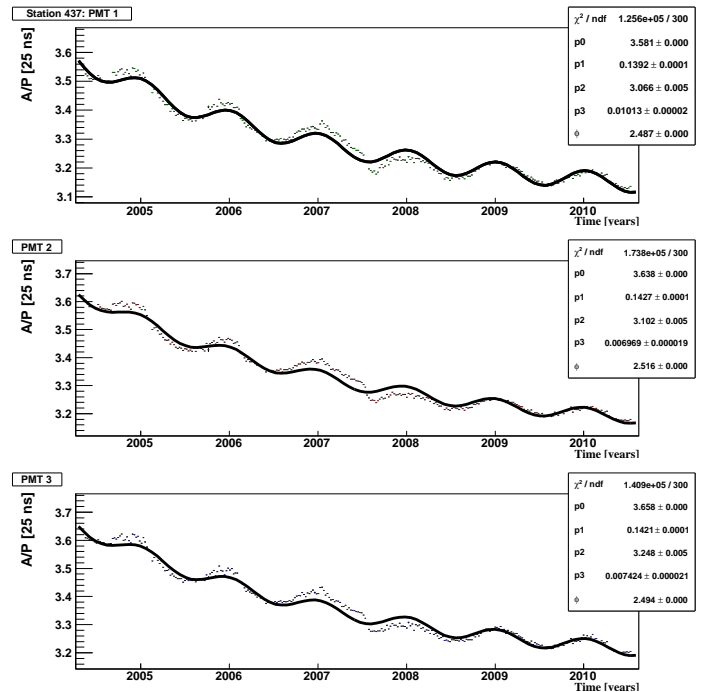 Station 437: PMT 1
A/P [25 ns]
3.6
3.5
3.4
3.3
3.2
3.1
2005 2006 2007 2008 2009 2010
Time [years]
χ² / ndf 1.256e+05 / 300
p0 3.581 ± 0.000
p1 0.1392 ± 0.0001
p2 3.066 ± 0.005
p3 0.01013 ± 0.00002
φ 2.487 ± 0.000
PMT 2
A/P [25 ns]
3.7
3.6
3.5
3.4
3.3
3.2
2005 2006 2007 2008 2009 2010
Time [years]
χ² / ndf 1.738e+05 / 300
p0 3.638 ± 0.000
p1 0.1427 ± 0.0001
p2 3.102 ± 0.005
p3 0.006969 ± 0.000019
φ 2.516 ± 0.000
PMT 3
A/P [25 ns]
3.7
3.6
3.5
3.4
3.3
3.2
2005 2006 2007 2008 2009 2010
Time [years]
χ² / ndf 1.409e+05 / 300
p0 3.658 ± 0.000
p1 0.1421 ± 0.0001
p2 3.248 ± 0.005
p3 0.007424 ± 0.000021
φ 2.494 ± 0.000